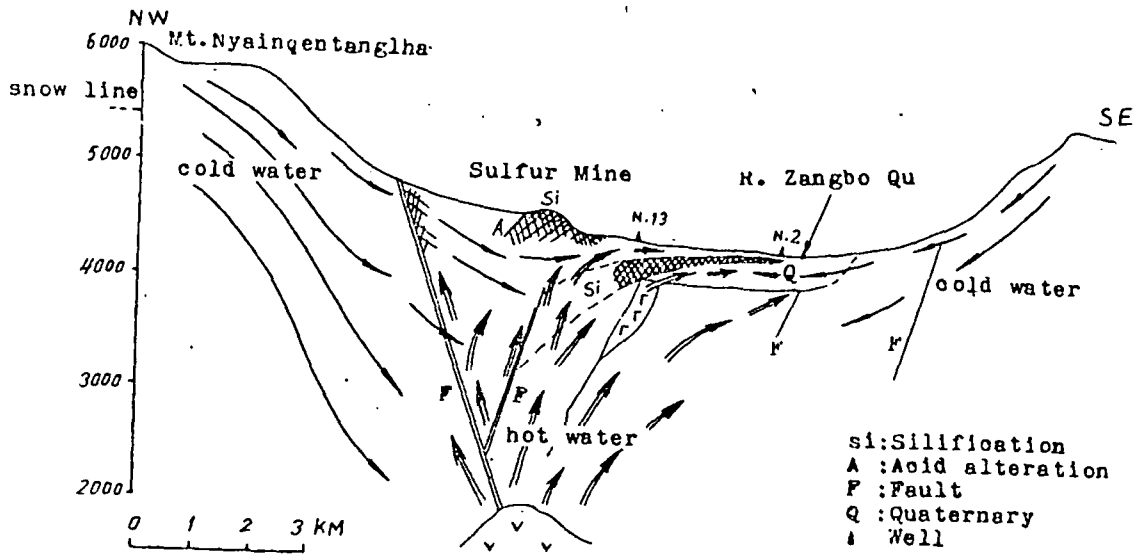 NW
6000 Mt.Nyainqentanglha
snow line
SE
5000
cold water
Sulfur Mine
R. Zangbo Qu
Si
A
N.13
N.2
4000
Q
Si
cold water
r
r
r
F
F
3000
F
F
hot water
si:Silification
A :Acid alteration
F :Fault
Q :Quaternary
Well
2000
v
v v v
0 1 2 3 KM